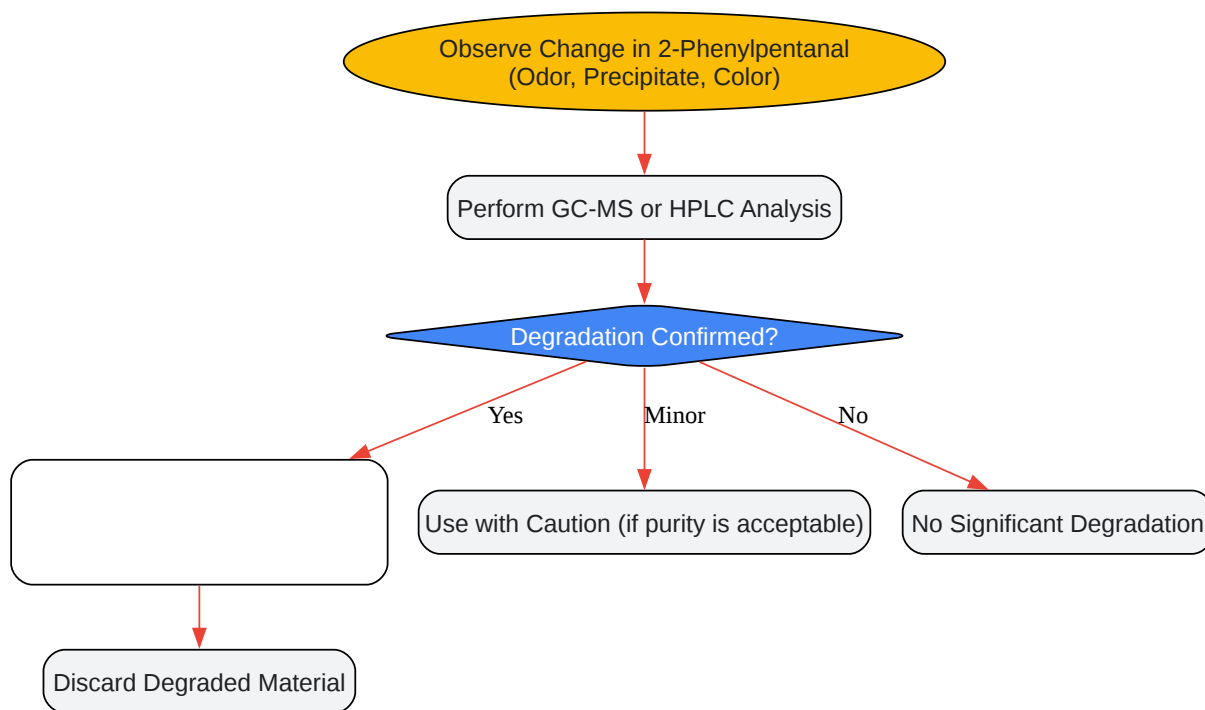 Observe Change in 2-Phenylpentanal
(Odor, Precipitate, Color)
Perform GC-MS or HPLC Analysis
Degradation Confirmed?
Yes
Minor
No
Use with Caution (if purity is acceptable)
No Significant Degradation
Discard Degraded Material